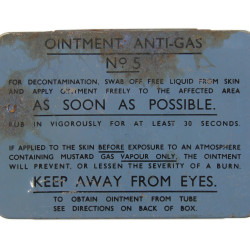 OINTMENT ANTI-GAS
Nº 5
FOR DECONTAMINATION, SWAB OFF FREE LIQUID FROM SKIN
AND APPLY OINTMENT FREELY TO THE AFFECTED AREA
AS SOON AS POSSIBLE.
RUB IN VIGOROUSLY FOR AT LEAST 30 SECONDS.
IF APPLIED TO THE SKIN BEFORE EXPOSURE TO AN ATMOSPHERE
CONTAINING MUSTARD GAS VAPOUR ONLY, THE OINTMENT
WILL PREVENT, OR LESSEN THE SEVERITY OF A BURN.
KEEP AWAY FROM EYES.
TO OBTAIN OINTMENT FROM TUBE
SEE DIRECTIONS ON BACK OF BOX.